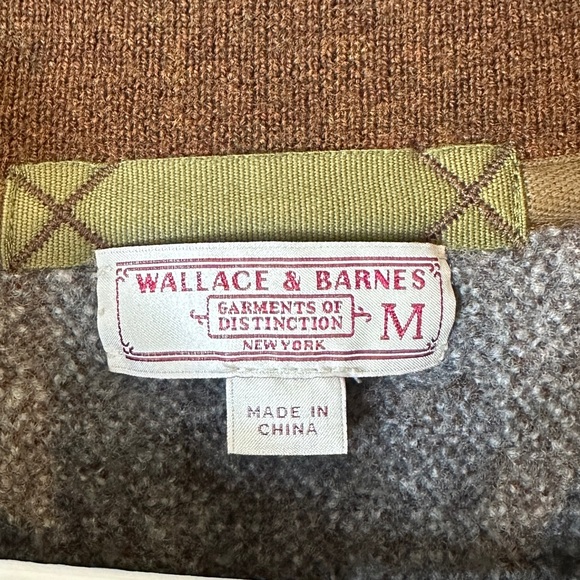 WALLACE & BARNES
GARMENTS OF
DISTINCTION
NEW YORK
M
MADE IN
CHINA